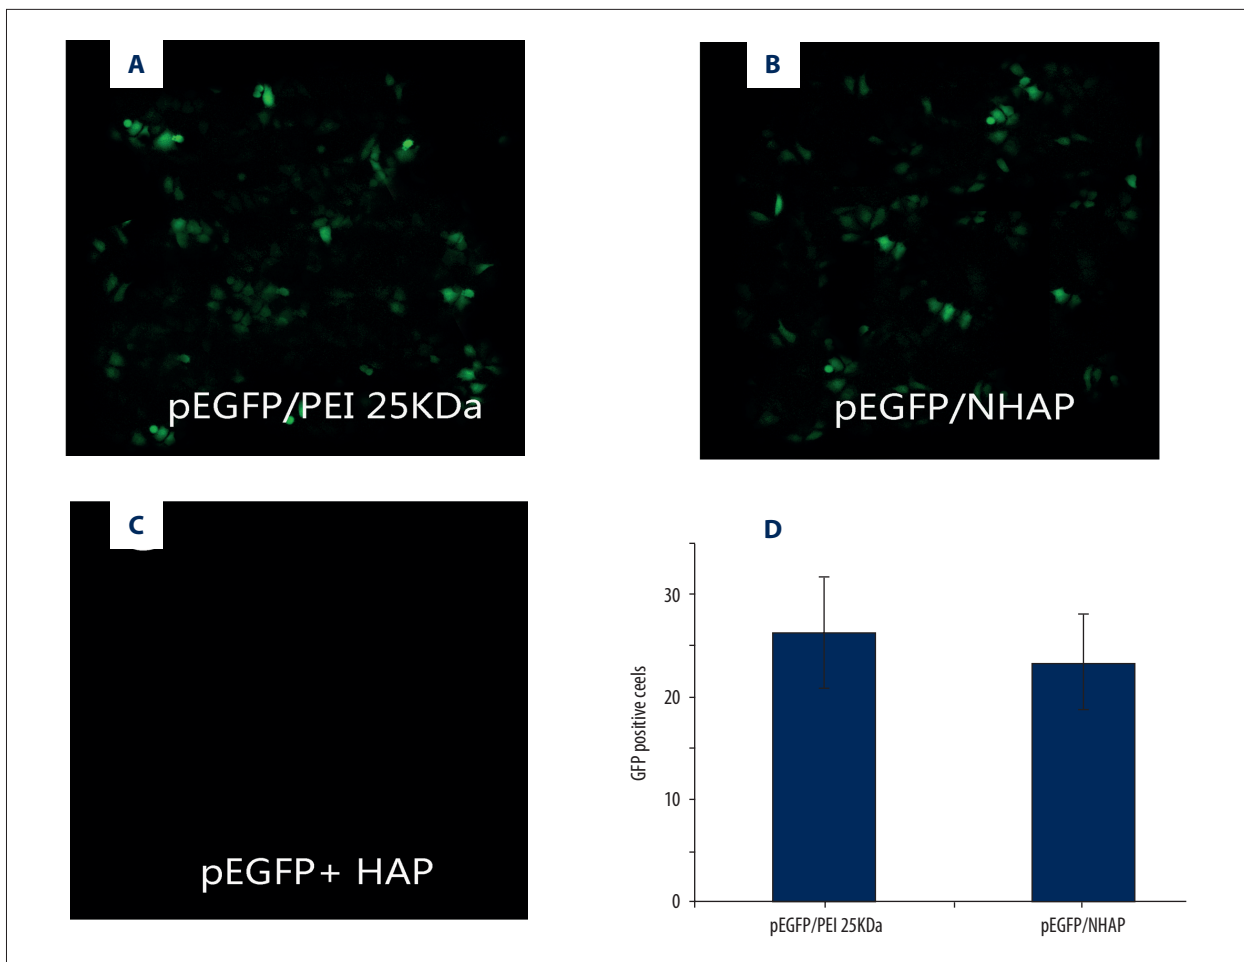 A
B
pEGFP/PEI 25KDa
pEGFP/NHAP
C
pEGFP+ HAP
D
GFP positive ceels
30
20
10
0
pEGFP/PEI 25KDa
pEGFP/NHAP